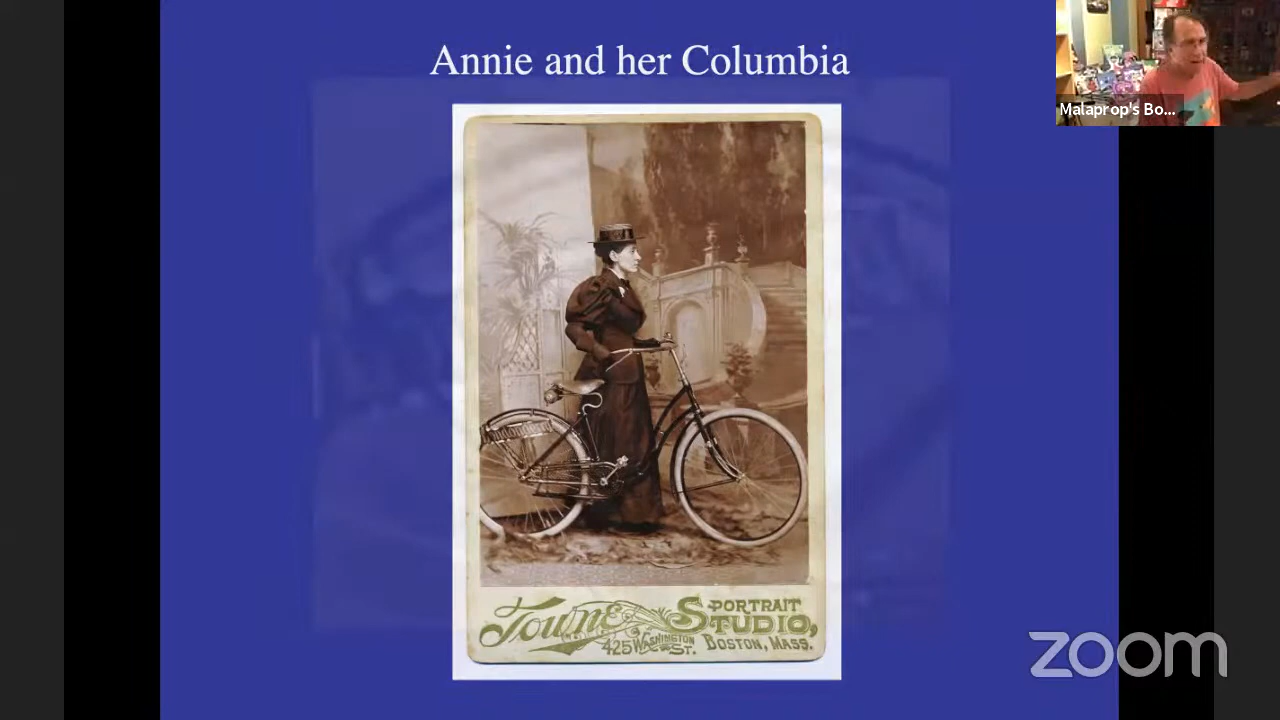 Annie and her Columbia
Malaprop's Bo...
Towne
PORTRAIT
STUDIO,
425 WASHINGTON ST. BOSTON, MASS.
zoom